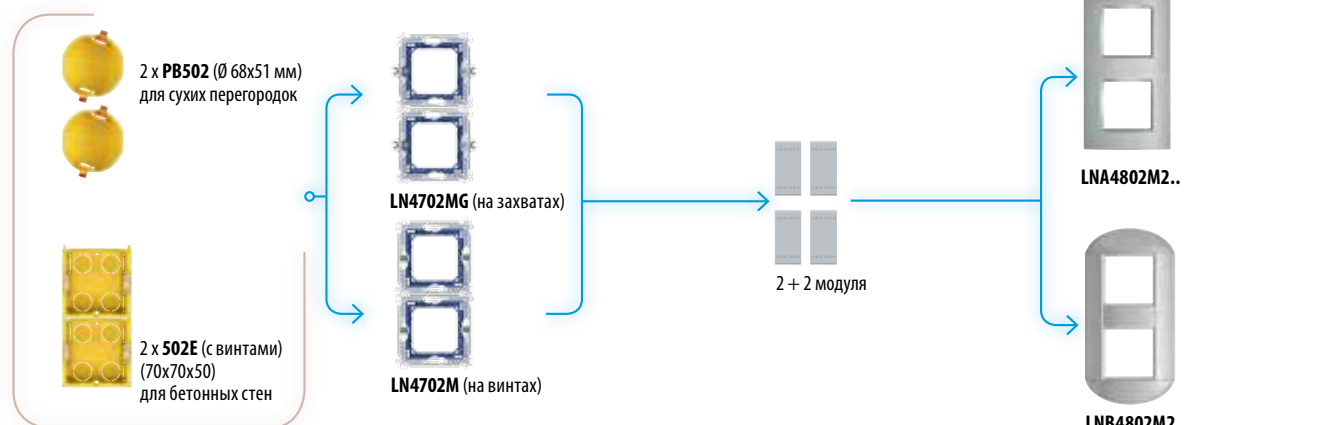 2 x PB502 (Ø 68x51 мм)
для сухих перегородок
2 x 502E (с винтами)
(70x70x50)
для бетонных стен
LN4702MG (на захватах)
LN4702M (на винтах)
2 + 2 модуля
LNA4802M2..
LNB4802M2